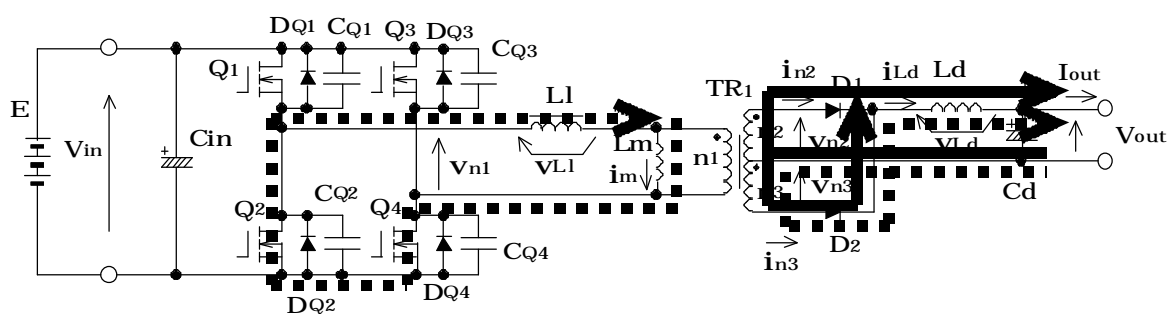 DQ1 CQ1 Q3 DQ3
CQ3
Q1
E
Vin
Cin
+
Ll
VLl
Vn1
Lm
im
n1
TR1
in2
D1
iLd
Ld
Iout
n2
Vn2
VLd
+
Vout
n3
Vn3
Cd
in3
D2
Q2
CQ2
Q4
CQ4
DQ2
DQ4